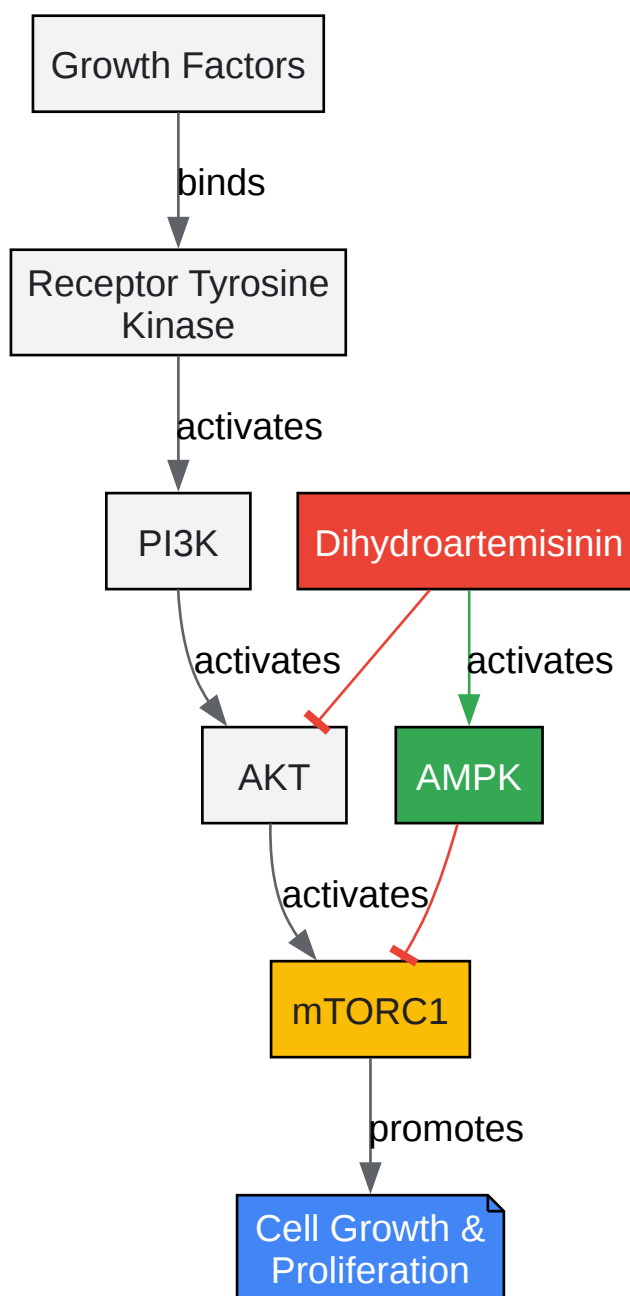 Growth Factors
binds
Receptor Tyrosine
Kinase
activates
PI3K
Dihydroartemisinin
activates
activates
AKT
AMPK
activates
mTORC1
promotes
Cell Growth &
Proliferation